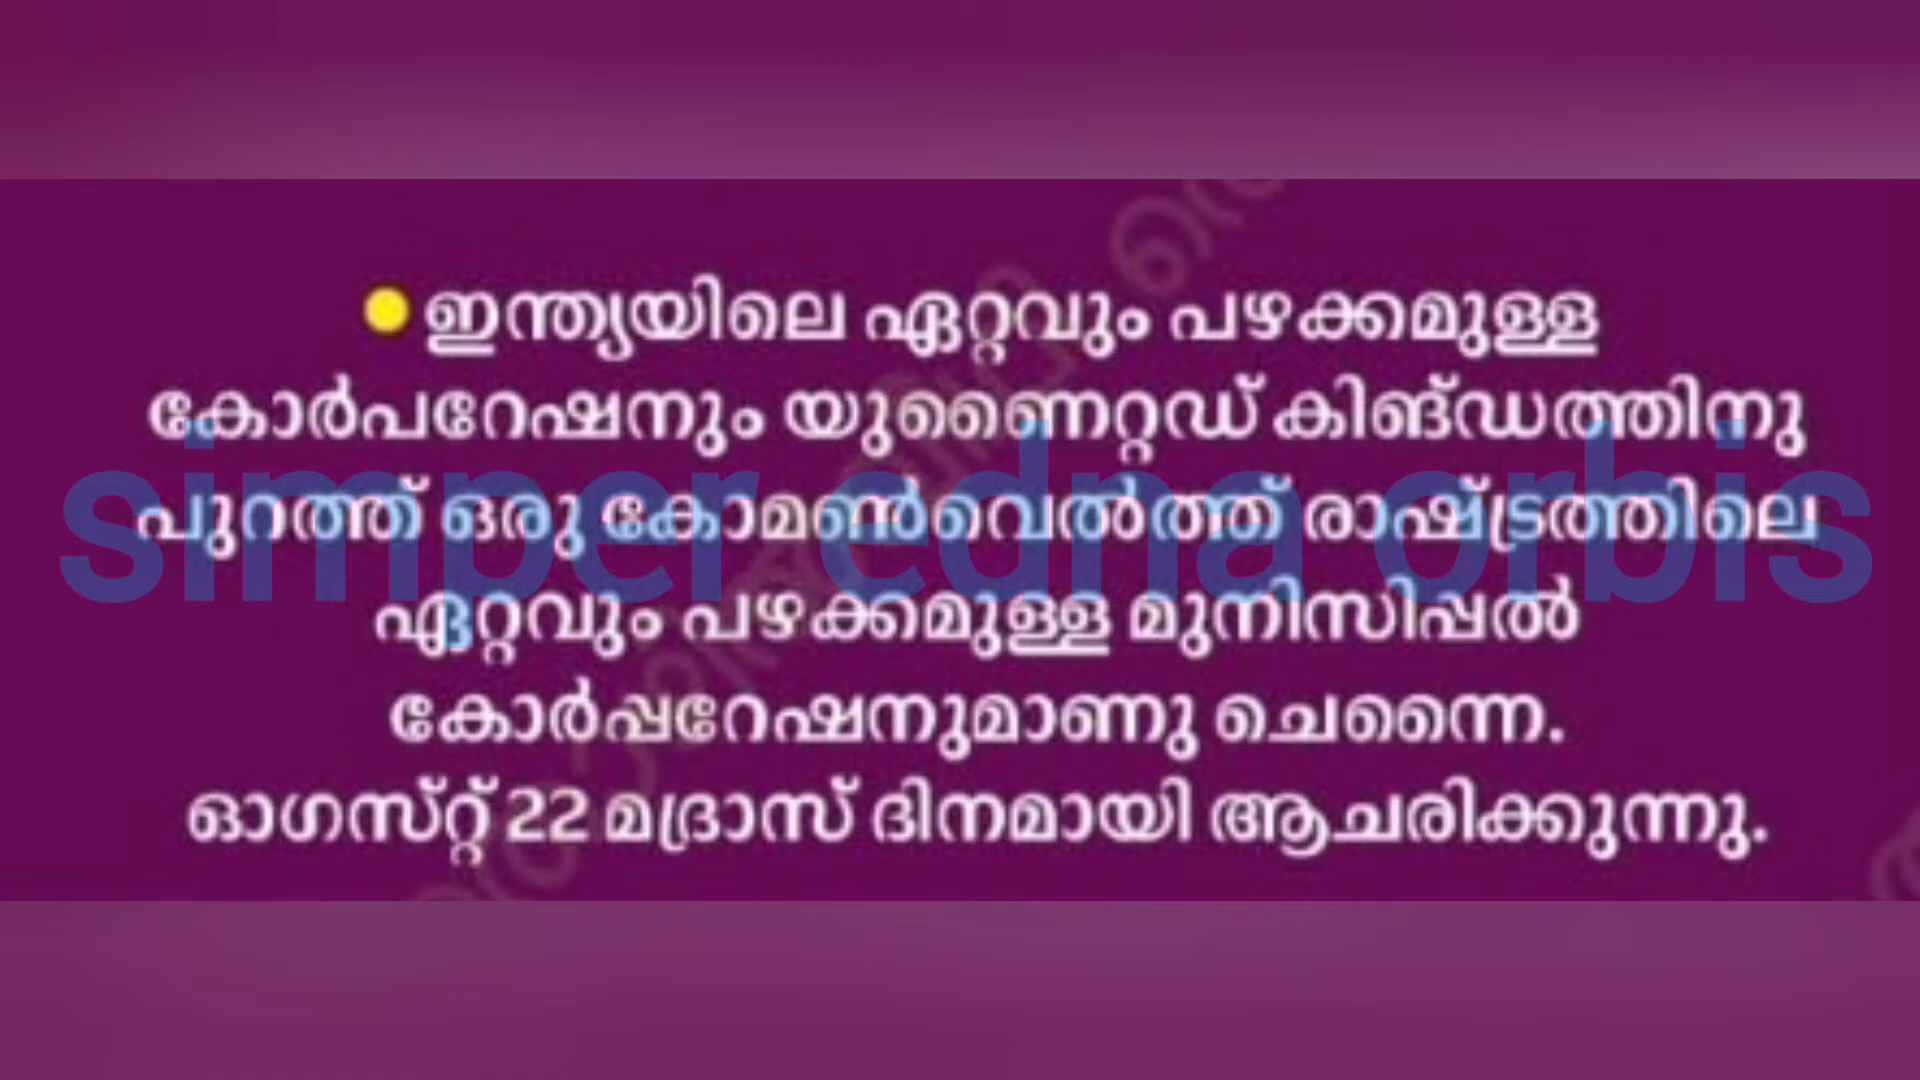 ഇന്ത്യയിലെ ഏറ്റവും പഴക്കമുള്ള
കോർപറേഷനും യുണൈറ്റഡ് കിങ്ഡത്തിനു
പുറത്ത് ഒരു കോമൺവെൽത്ത് രാഷ്ട്രത്തിലെ
simper edna orbis
ഏറ്റവും പഴക്കമുള്ള മുനിസിപ്പൽ
കോർപ്പറേഷനുമാണു ചെന്നൈ.
ഓഗസ്റ്റ് 22 മദ്രാസ് ദിനമായി ആചരിക്കുന്നു.